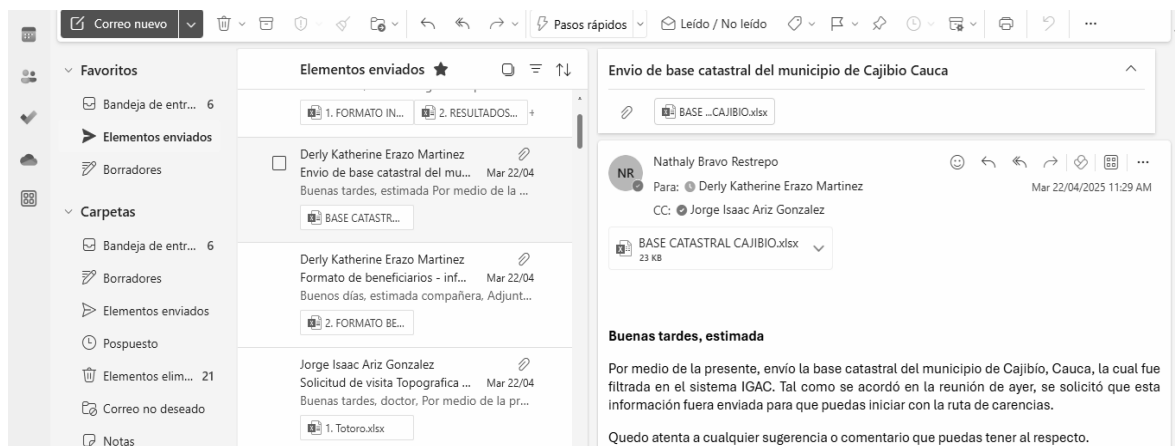 Correo nuevo
Pasos rápidos
Leído / No leído
Favoritos
Bandeja de entr... 6
Elementos enviados
Borradores
Carpetas
Bandeja de entr... 6
Borradores
Elementos enviados
Pospuesto
Elementos elim... 21
Correo no deseado
Notas
Elementos enviados
1. FORMATO IN... 2. RESULTADOS... +
Derly Katherine Erazo Martinez
Envio de base catastral del mu... Mar 22/04
Buenas tardes, estimada Por medio de la ...
BASE CATASTR...
Derly Katherine Erazo Martinez
Formato de beneficiarios - inf... Mar 22/04
Buenos días, estimada compañera, Adjunt...
2. FORMATO BE...
Jorge Isaac Ariz Gonzalez
Solicitud de visita Topografica ... Mar 22/04
Buenas tardes, doctor, Por medio de la pr...
1. Totoro.xlsx
Envio de base catastral del municipio de Cajibio Cauca
BASE ...CAJIBIO.xlsx
NR
Nathaly Bravo Restrepo
Para: Derly Katherine Erazo Martinez
Mar 22/04/2025 11:29 AM
CC: Jorge Isaac Ariz Gonzalez
BASE CATASTRAL CAJIBIO.xlsx
23 KB
Buenas tardes, estimada
Por medio de la presente, envío la base catastral del municipio de Cajibío, Cauca, la cual fue
filtrada en el sistema IGAC. Tal como se acordó en la reunión de ayer, se solicitó que esta
información fuera enviada para que puedas iniciar con la ruta de carencias.
Quedo atenta a cualquier sugerencia o comentario que puedas tener al respecto.